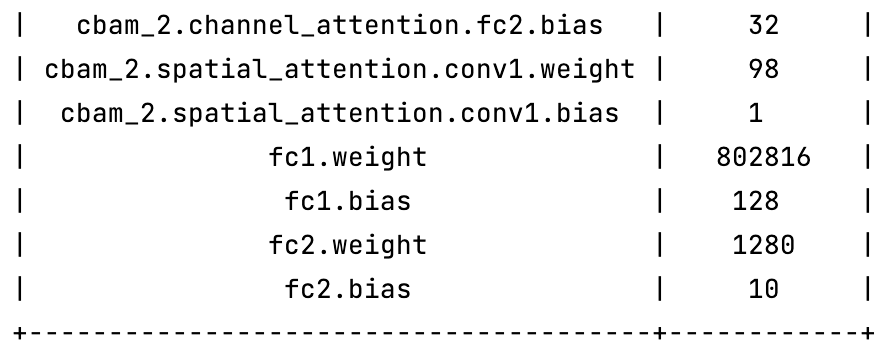 |    cbam_2.channel_attention.fc2.bias   |     32     |
| cbam_2.spatial_attention.conv1.weight |     98     |
|  cbam_2.spatial_attention.conv1.bias  |     1      |
|               fc1.weight              |   802816   |
|                fc1.bias               |    128     |
|               fc2.weight              |    1280    |
|                fc2.bias               |     10     |
+---------------------------------------+------------+